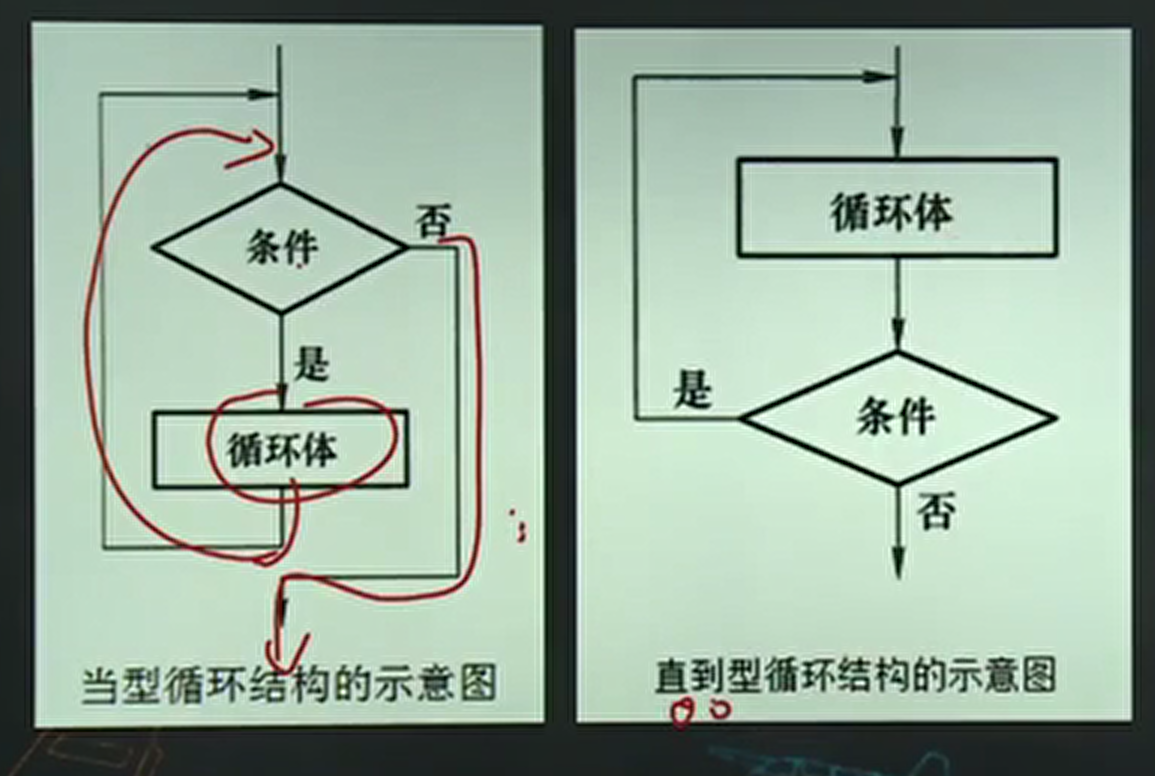 条件
否
是
循环体
当型循环结构的示意图
循环体
条件
是
否
直到型循环结构的示意图